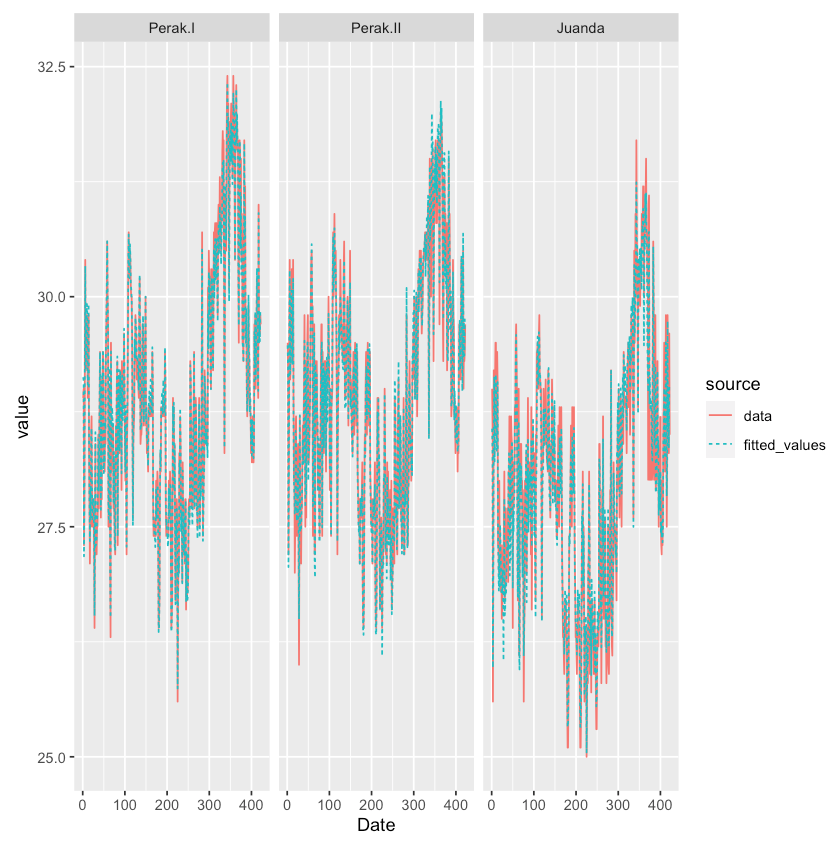 Perak.I Perak.II Juanda
32.5
30.0
27.5
25.0
value
0 100 200 300 400 0 100 200 300 400 0 100 200 300 400
Date
source
data
fitted_values